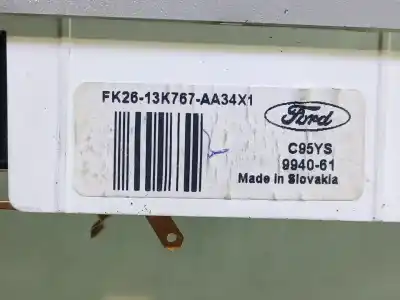 FK26-13K767-AA34X1
Ford
C95YS
9940-61
Made in Slovakia